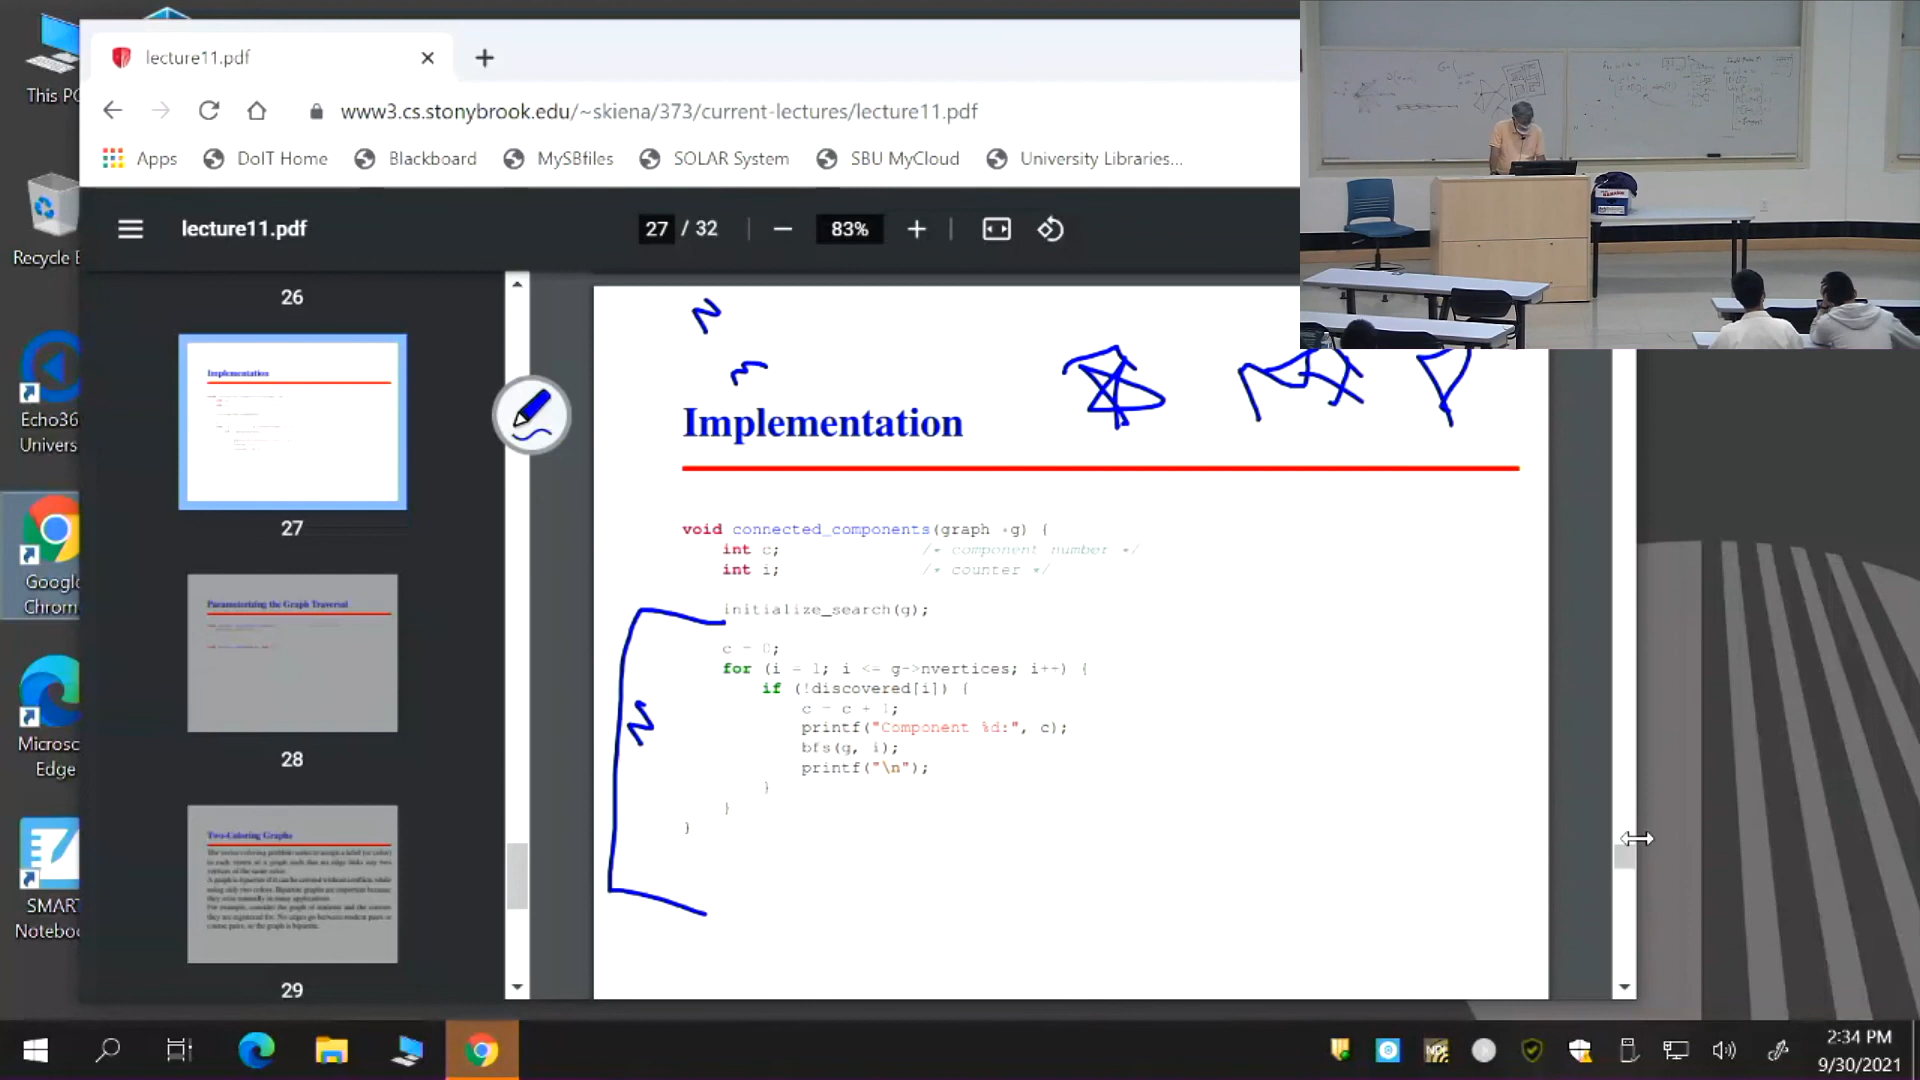 This PC
Recycle B
Echo36
Univers
Googl
Chrom
Micros
Edge
SMART
Notebo
lecture11.pdf
www3.cs.stonybrook.edu/~skiena/373/current-lectures/lecture11.pdf
Apps DoIT Home Blackboard MySBfiles SOLAR System SBU MyCloud University Libraries...
lecture11.pdf 27 / 32 83%
26
Implementation
27
Parameterizing the Graph Traversal
28
Two-Coloring Graphs
29
N
m
Implementation
void connected_components(graph *g) {
int c; /* component number */
int i; /* counter */
initialize_search(g);
c = 0;
for (i = 1; i <= g->nvertices; i++) {
if (!discovered[i]) {
c = c + 1;
printf("Component %d:", c);
bfs(g, i);
printf("\n");
}
}
}
N
2:34 PM
9/30/2021